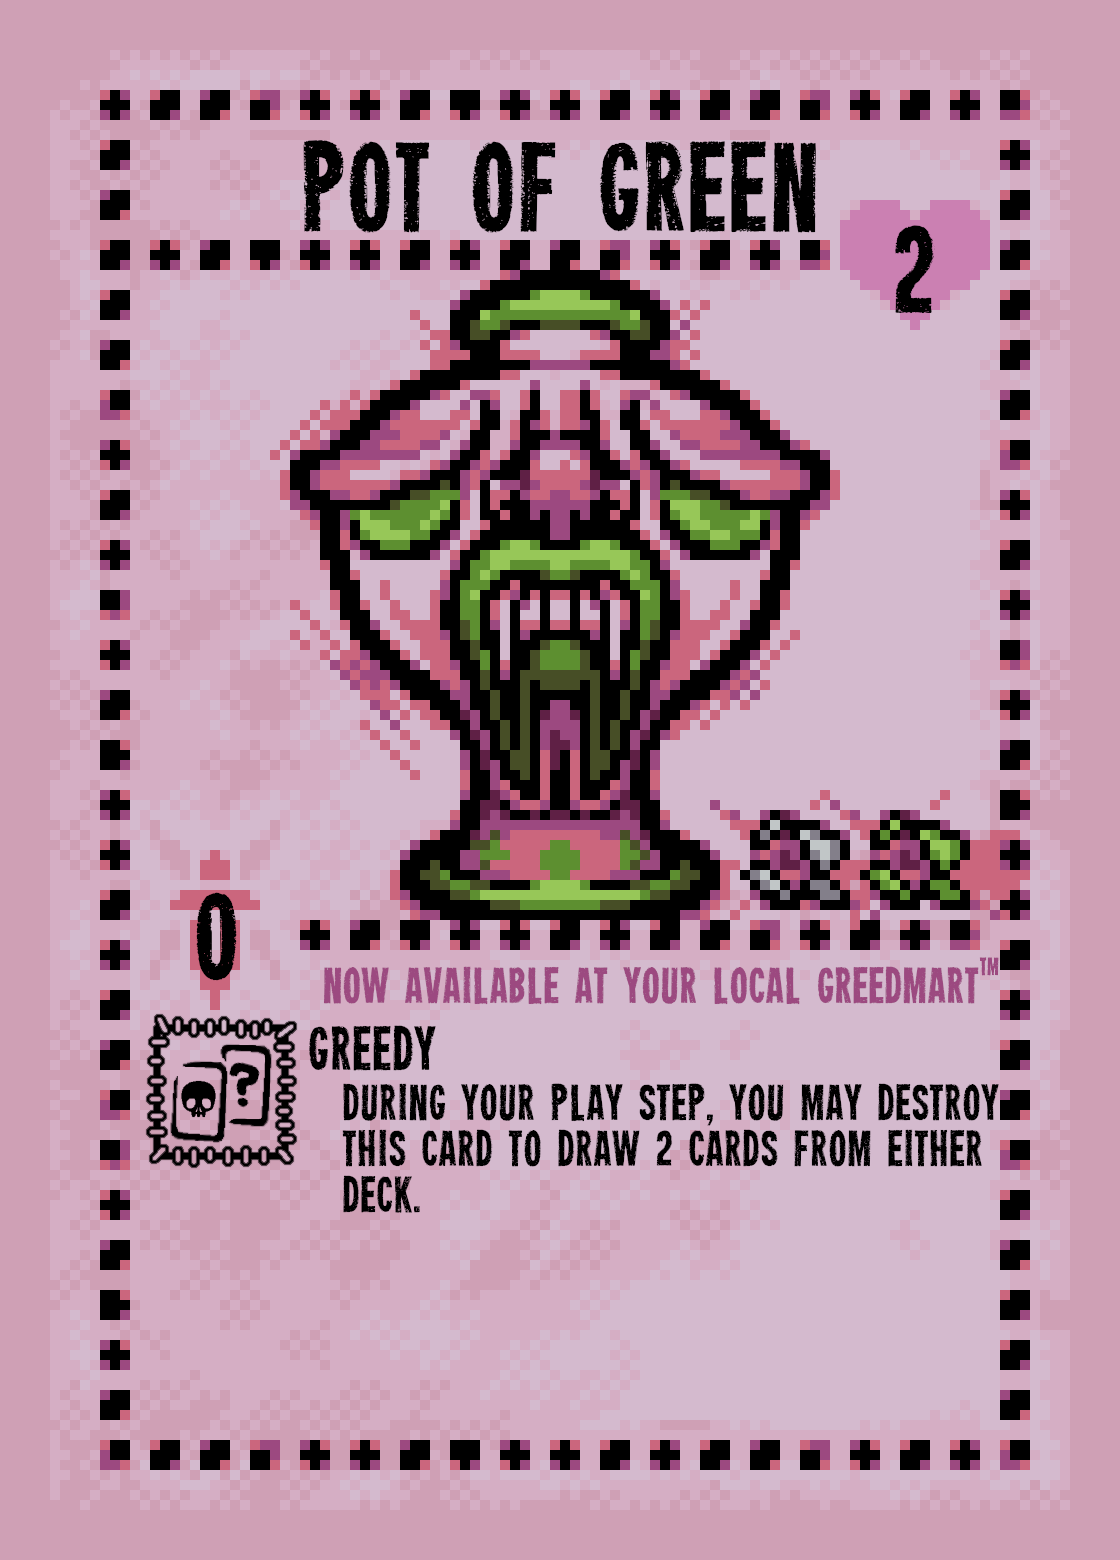 POT OF GREEN
2
0
NOW AVAILABLE AT YOUR LOCAL GREEDMART™
?
GREEDY
DURING YOUR PLAY STEP, YOU MAY DESTROY
THIS CARD TO DRAW 2 CARDS FROM EITHER
DECK.